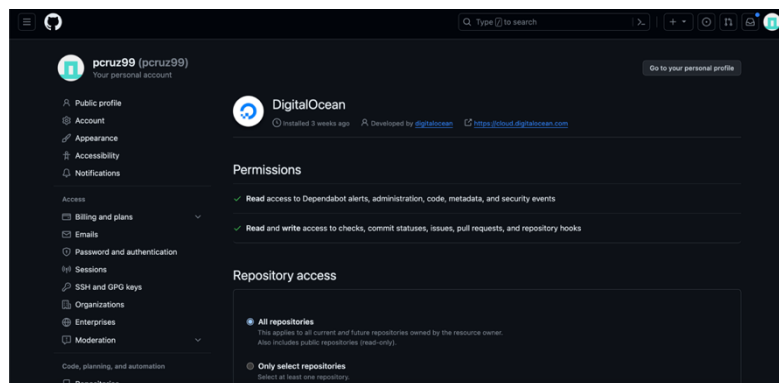 Type / to search
pcruz99 (pcruz99)
Your personal account
Go to your personal profile
Public profile
Account
Appearance
Accessibility
Notifications
Access
Billing and plans
Emails
Password and authentication
Sessions
SSH and GPG keys
Organizations
Enterprises
Moderation
Code, planning, and automation
Repositories
DigitalOcean
Installed 3 weeks ago Developed by digitalocean https://cloud.digitalocean.com
Permissions
Read access to Dependabot alerts, administration, code, metadata, and security events
Read and write access to checks, commit statuses, issues, pull requests, and repository hooks
Repository access
All repositories
This applies to all current and future repositories owned by the resource owner.
Also includes public repositories (read-only).
Only select repositories
Select at least one repository.